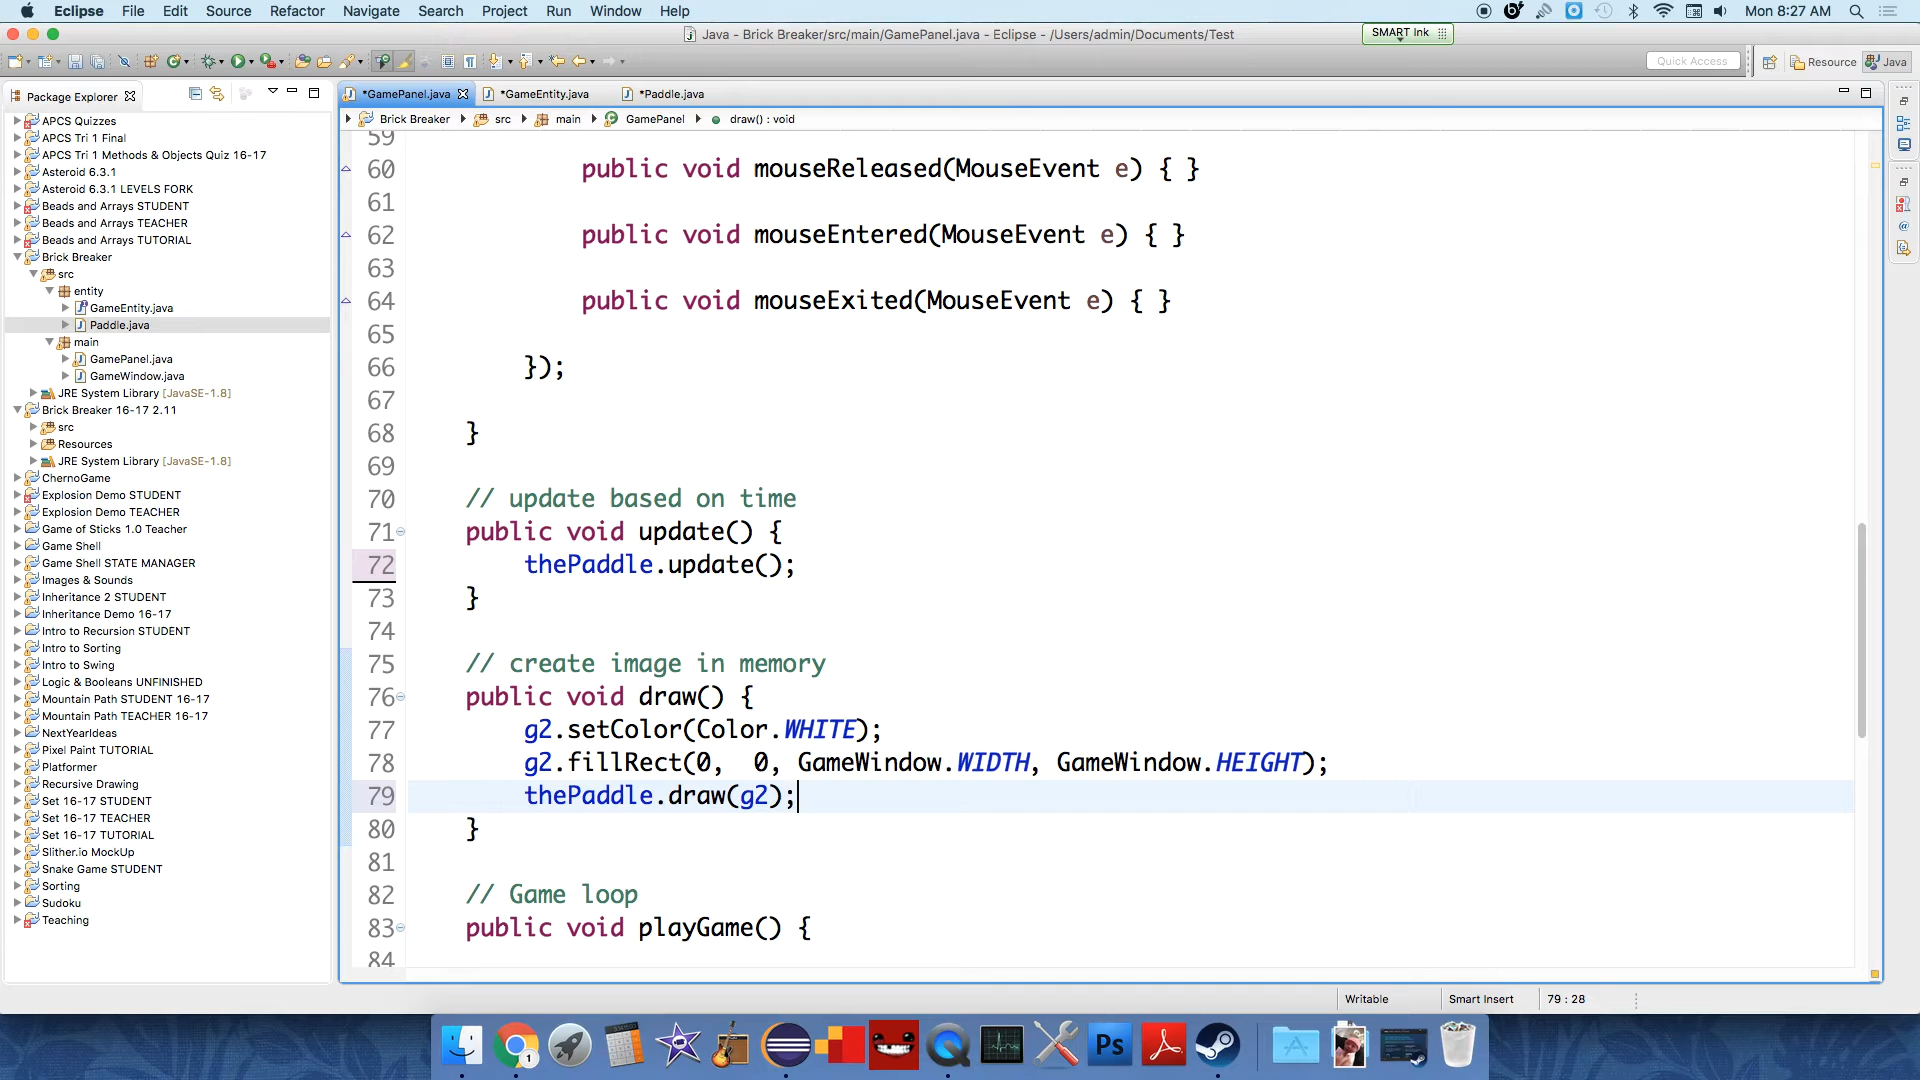 Eclipse File Edit Source Refactor Navigate Search Project Run Window Help Mon 8:27 AM
Java - Brick Breaker/src/main/GamePanel.java - Eclipse - /Users/admin/Documents/Test
SMART Ink
Quick Access
Resource
Java
Package Explorer
*GamePanel.java
*GameEntity.java
*Paddle.java
Brick Breaker src main GamePanel draw() : void
APCS Quizzes
APCS Tri 1 Final
APCS Tri 1 Methods & Objects Quiz 16-17
Asteroid 6.3.1
Asteroid 6.3.1 LEVELS FORK
Beads and Arrays STUDENT
Beads and Arrays TEACHER
Beads and Arrays TUTORIAL
Brick Breaker
src
entity
GameEntity.java
Paddle.java
main
GamePanel.java
GameWindow.java
JRE System Library [JavaSE-1.8]
Brick Breaker 16-17 2.11
src
Resources
JRE System Library [JavaSE-1.8]
ChernoGame
Explosion Demo STUDENT
Explosion Demo TEACHER
Game of Sticks 1.0 Teacher
Game Shell
Game Shell STATE MANAGER
Images & Sounds
Inheritance 2 STUDENT
Inheritance Demo 16-17
Intro to Recursion STUDENT
Intro to Sorting
Intro to Swing
Logic & Booleans UNFINISHED
Mountain Path STUDENT 16-17
Mountain Path TEACHER 16-17
NextYearIdeas
Pixel Paint TUTORIAL
Platformer
Recursive Drawing
Set 16-17 STUDENT
Set 16-17 TEACHER
Set 16-17 TUTORIAL
Slither.io MockUp
Snake Game STUDENT
Sorting
Sudoku
Teaching
59
60 public void mouseReleased(MouseEvent e) { }
61
62 public void mouseEntered(MouseEvent e) { }
63
64 public void mouseExited(MouseEvent e) { }
65
66 });
67
68 }
69
70 // update based on time
71 public void update() {
72 thePaddle.update();
73 }
74
75 // create image in memory
76 public void draw() {
77 g2.setColor(Color.WHITE);
78 g2.fillRect(0, 0, GameWindow.WIDTH, GameWindow.HEIGHT);
79 thePaddle.draw(g2);
80 }
81
82 // Game loop
83 public void playGame() {
84
Writable Smart Insert 79 : 28
1
Ps